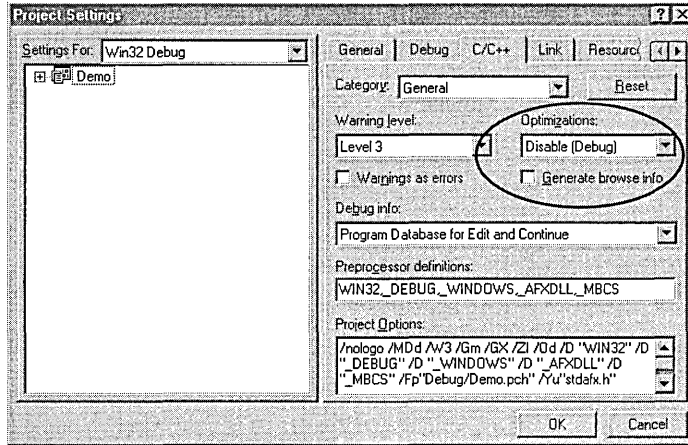 Project Settings
Settings For: Win32 Debug
Demo
General Debug C/C++ Link Resourc
Category: General
Reset
Warning level:
Optimizations:
Level 3
Disable (Debug)
Warnings as errors
Generate browse info
Debug info:
Program Database for Edit and Continue
Preprocessor definitions:
WIN32,_DEBUG,_WINDOWS,_AFXDLL,_MBCS
Project Options:
/nologo /MDd /W3 /Gm /GX /ZI /Od /D "WIN32" /D
"_DEBUG" /D "_WINDOWS" /D "_AFXDLL" /D
"_MBCS" /Fp"Debug/Demo.pch" /Yu"stdafx.h"
OK
Cancel